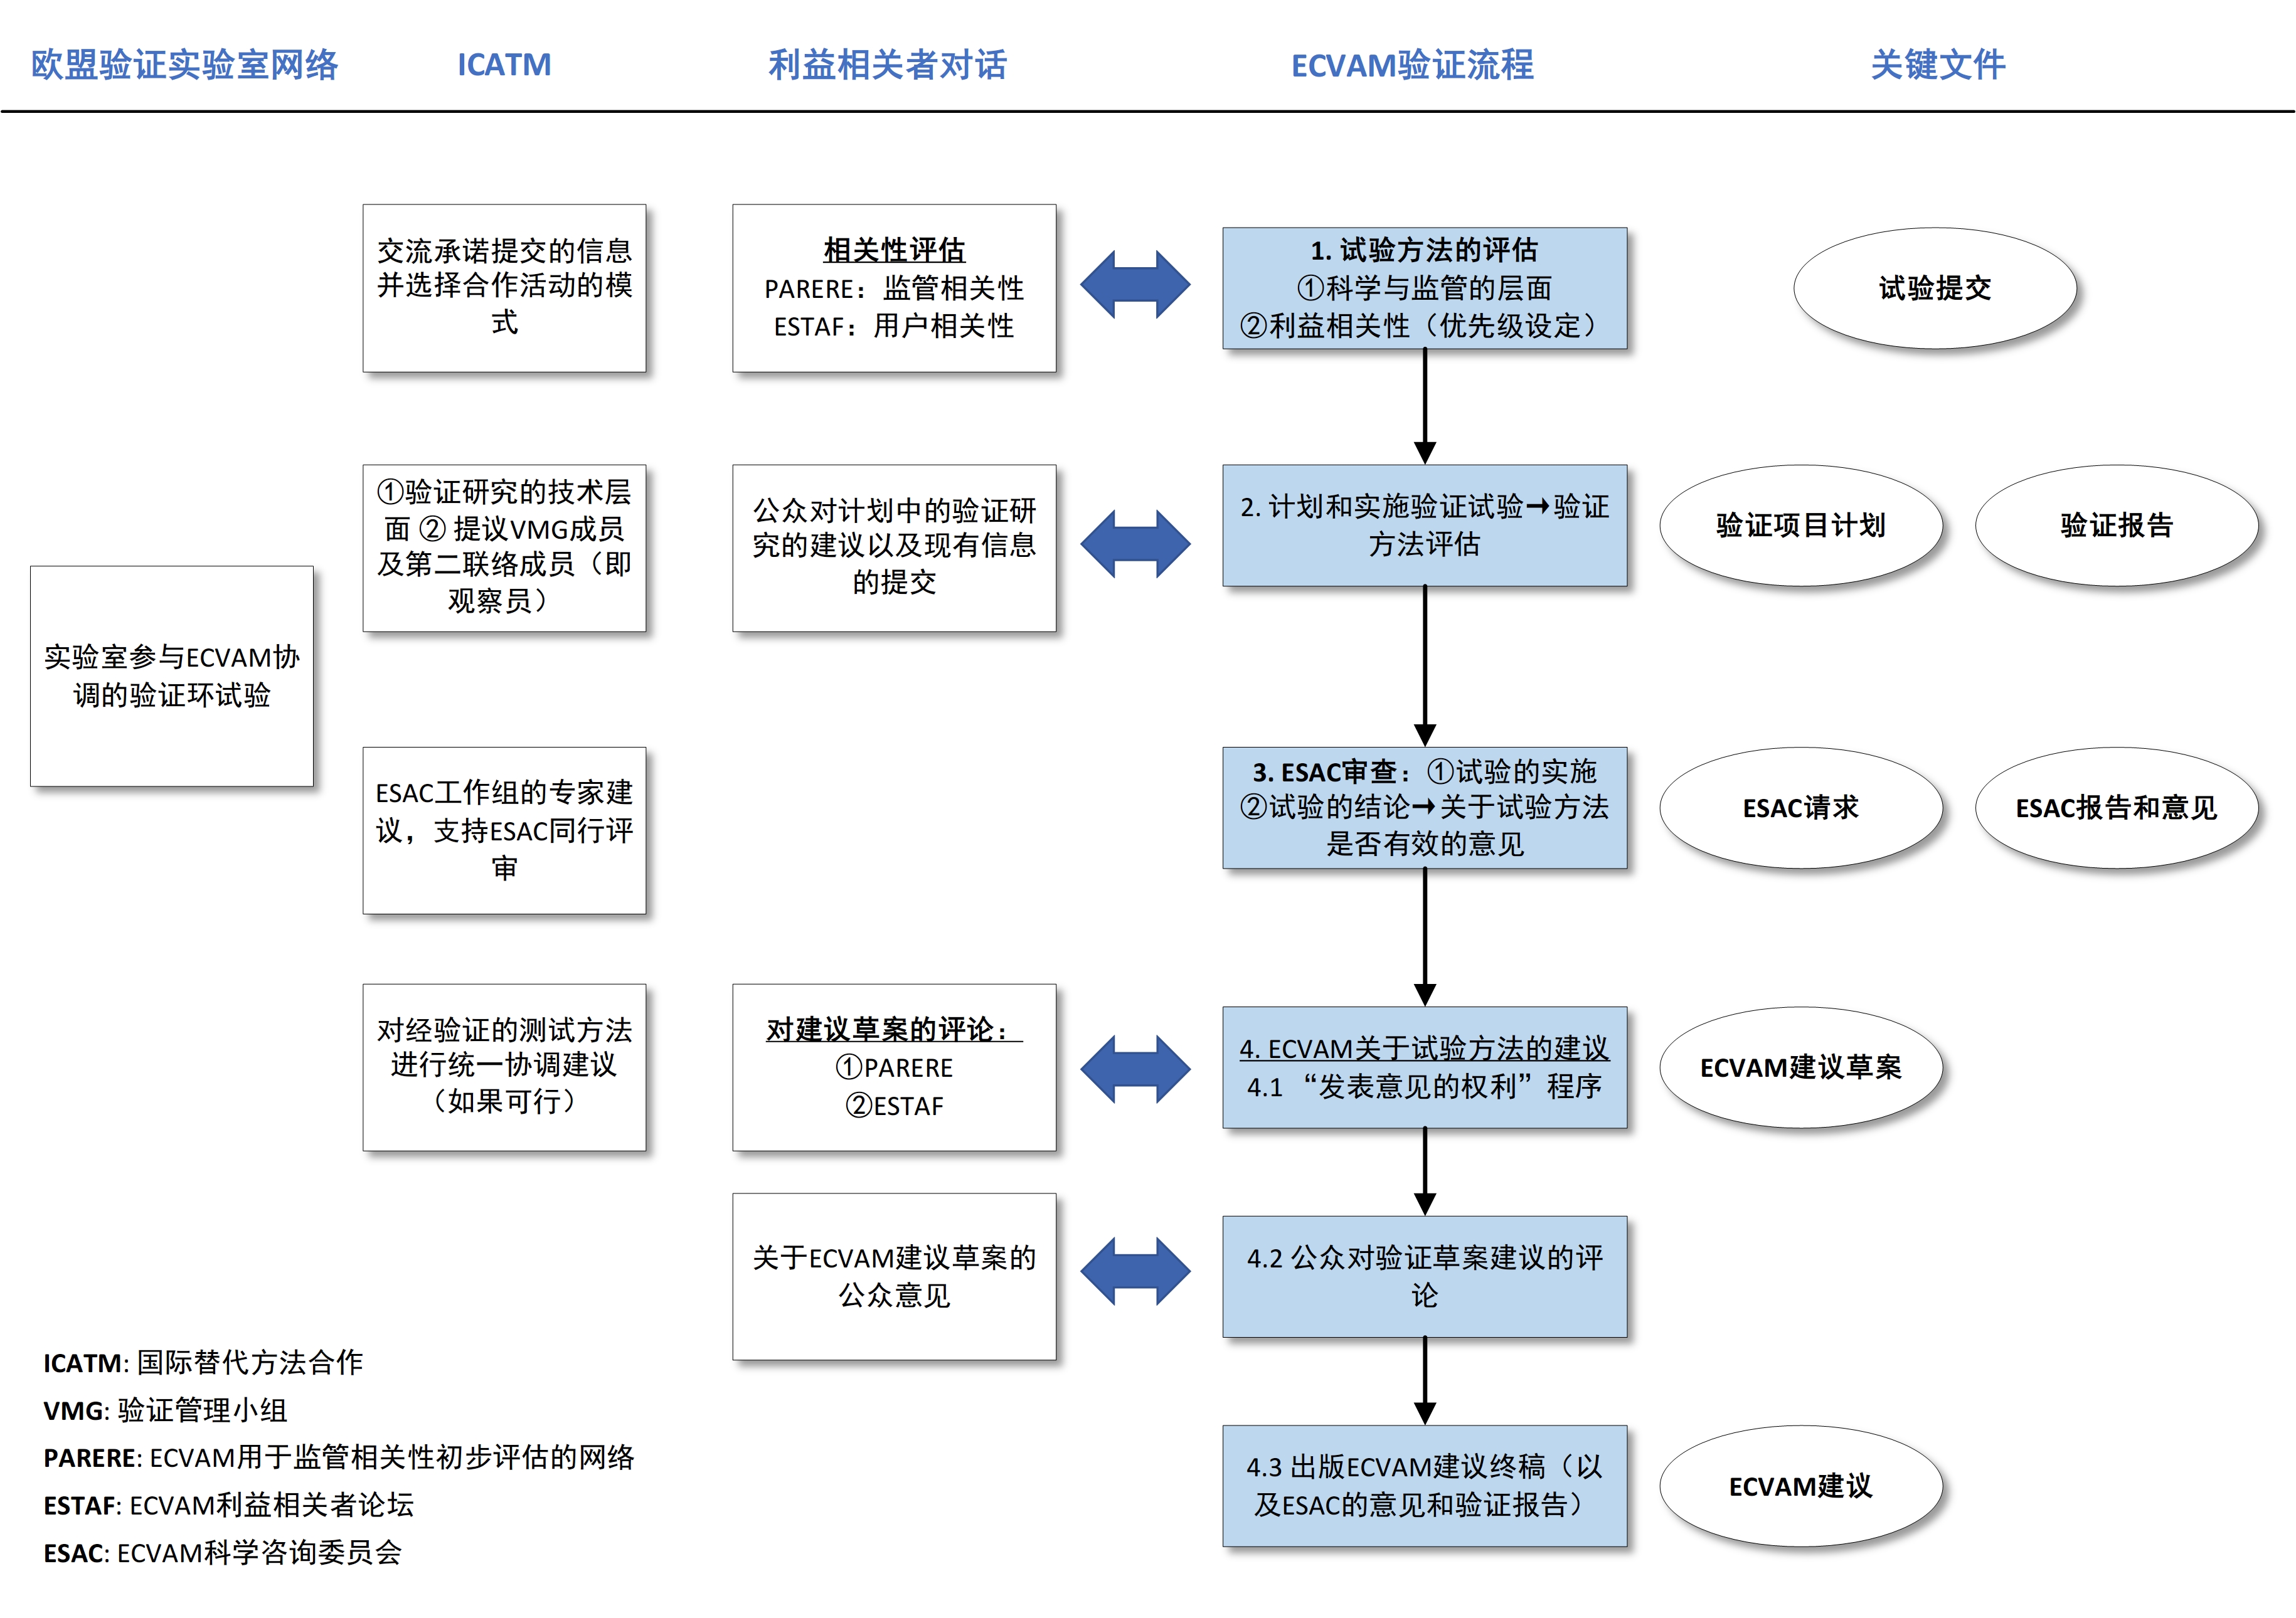 欧盟验证实验室网络
ICATM
利益相关者对话
ECVAM验证流程
关键文件
交流承诺提交的信息
并选择合作活动的模
式
相关性评估
PARERE：监管相关性
ESTAF：用户相关性
1. 试验方法的评估
①科学与监管的层面
②利益相关性（优先级设定）
试验提交
①验证研究的技术层
面 ② 提议VMG成员
及第二联络成员（即
观察员）
公众对计划中的验证研
究的建议以及现有信息
的提交
2. 计划和实施验证试验→验证
方法评估
验证项目计划
验证报告
实验室参与ECVAM协
调的验证环试验
ESAC工作组的专家建
议，支持ESAC同行评
审
3. ESAC审查：①试验的实施
②试验的结论→关于试验方法
是否有效的意见
ESAC请求
ESAC报告和意见
对经验证的测试方法
进行统一协调建议
（如果可行）
对建议草案的评论：
①PARERE
②ESTAF
4. ECVAM关于试验方法的建议
4.1 “发表意见的权利”程序
ECVAM建议草案
关于ECVAM建议草案的
公众意见
4.2 公众对验证草案建议的评
论
4.3 出版ECVAM建议终稿（以
及ESAC的意见和验证报告）
ECVAM建议
ICATM: 国际替代方法合作
VMG: 验证管理小组
PARERE: ECVAM用于监管相关性初步评估的网络
ESTAF: ECVAM利益相关者论坛
ESAC: ECVAM科学咨询委员会